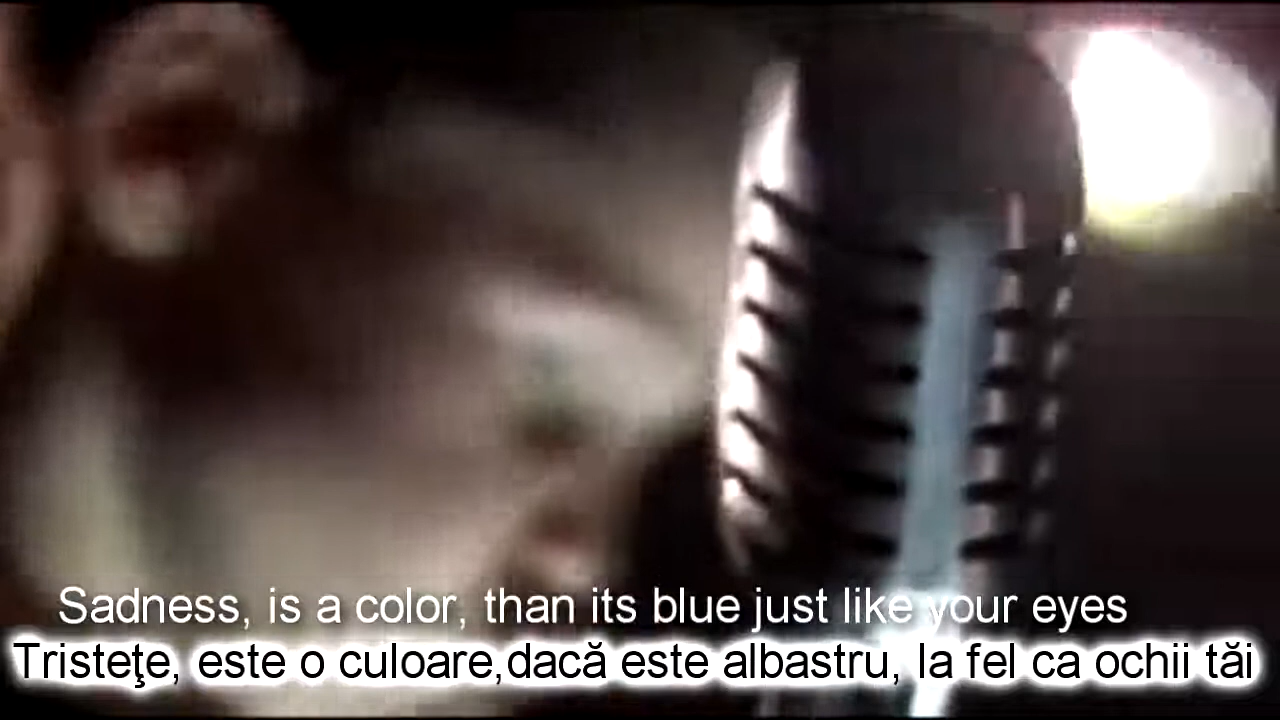 Sadness, is a color, than its blue just like your eyes
Tristeţe, este o culoare,dacă este albastru, la fel ca ochii tăi